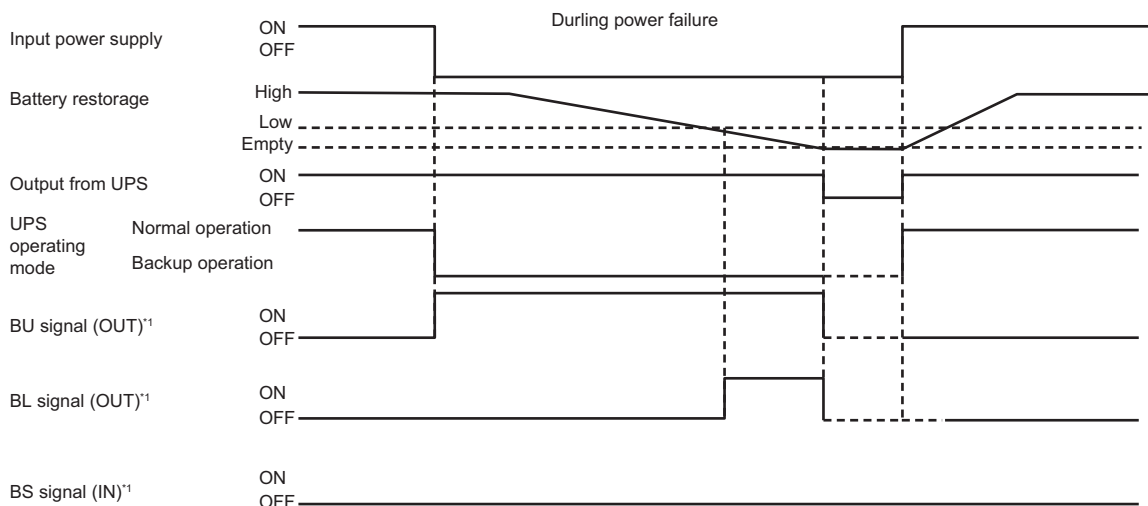 Durling power failure
Input power supply
ON
OFF
Battery restorage
High
Low
Empty
Output from UPS
ON
OFF
UPS
operating
mode
Normal operation
Backup operation
BU signal (OUT)*1
ON
OFF
BL signal (OUT)*1
ON
OFF
BS signal (IN)*1
ON
OFF